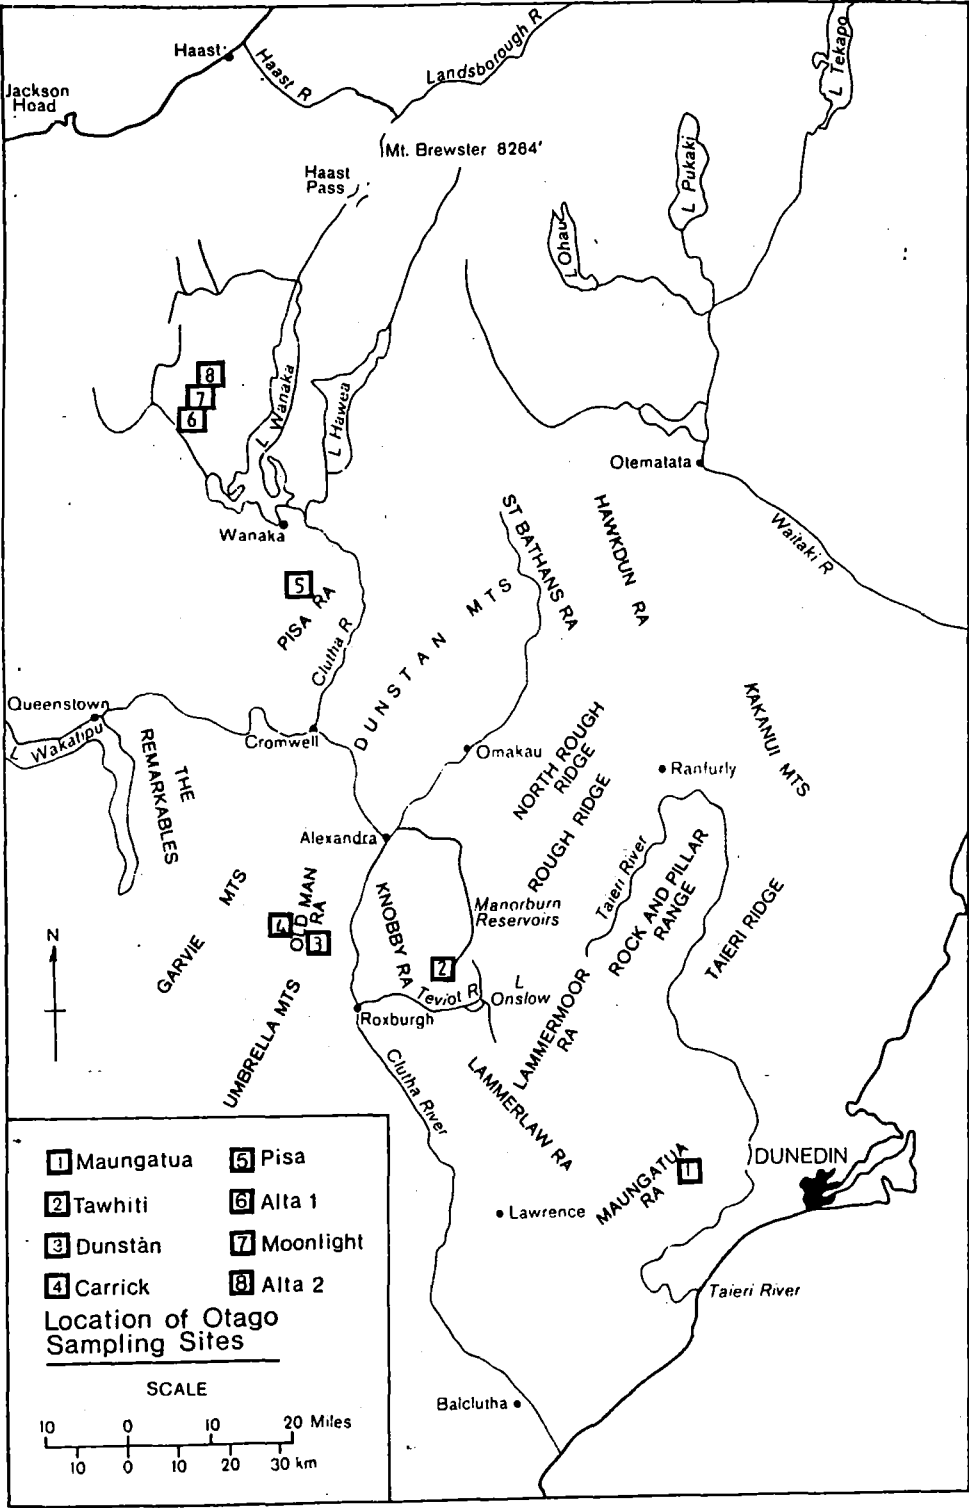 Haast
Haast R
Landsborough R
L Tekapo
Jackson
Hoad
Mt. Brewster 8264'
Haast
Pass
L Pukaki
L Ohau
8
7
6
L Wanaka
L Hawea
Otematata
Waitaki R
Wanaka
ST BATHANS RA
HAWKDUN RA
5
PISA RA
Clutha R
DUNSTAN MTS
Queenstown
L Wakatipu
Cromwell
Omakau
KAKANUI MTS
THE
REMARKABLES
NORTH ROUGH
RIDGE
Ranfurly
ROUGH RIDGE
Alexandra
Taieri River
ROCK AND PILLAR
RANGE
TAIERI RIDGE
GARVIE MTS
OLD MAN
RA
4
3
KNOBBY RA
Manorburn
Reservoirs
2
N
Teviot R
L
Onslow
Roxburgh
UMBRELLA MTS
LAMMERMOOR
RA
Clutha River
LAMMERLAW RA
MAUNGATUA
RA
1
DUNEDIN
Lawrence
Taieri River
Balclutha
1 Maungatua
2 Tawhiti
3 Dunstàn
4 Carrick
5 Pisa
6 Alta 1
7 Moonlight
8 Alta 2
Location of Otago
Sampling Sites
SCALE
10 0 10 20 Miles
10 0 10 20 30 km